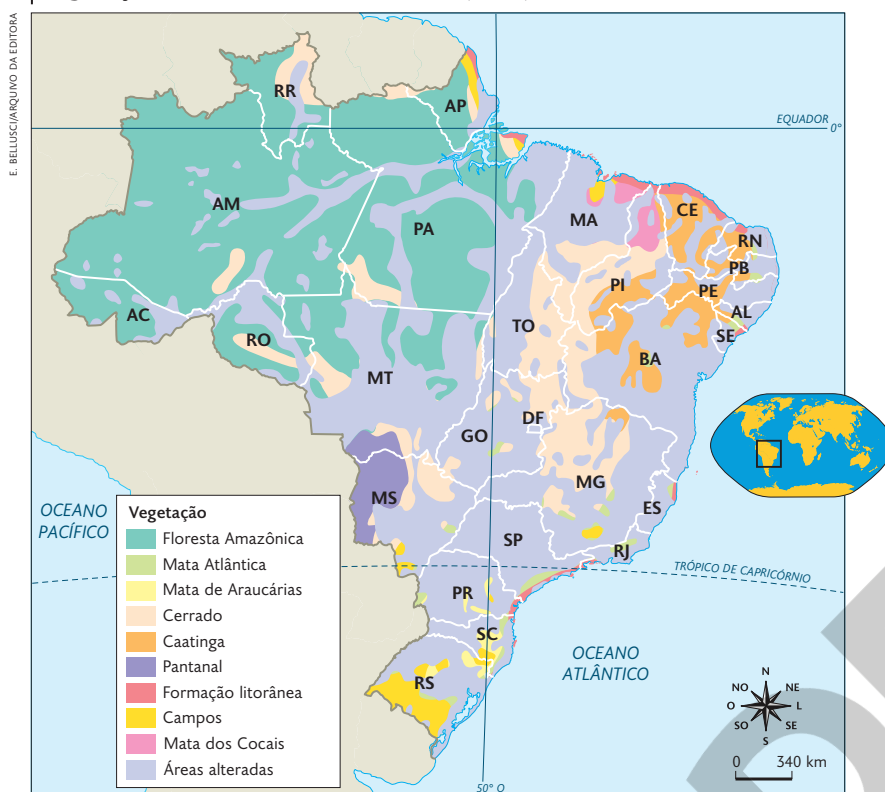 E. BELLUSCI/ARQUIVO DA EDITORA
RR
AP
EQUADOR
0°
AM
PA
MA
CE
RN
PB
PI
PE
AC
AL
TO
SE
RO
BA
MT
DF
GO
MS
MG
ES
OCEANO
PACÍFICO
SP
RJ
TRÓPICO DE CAPRICÓRNIO
PR
SC
OCEANO
ATLÂNTICO
RS
Vegetação
Floresta Amazônica
Mata Atlântica
Mata de Araucárias
Cerrado
Caatinga
Pantanal
Formação litorânea
Campos
Mata dos Cocais
Áreas alteradas
N
NO NE
O L
SO SE
S
0 340 km
50° O